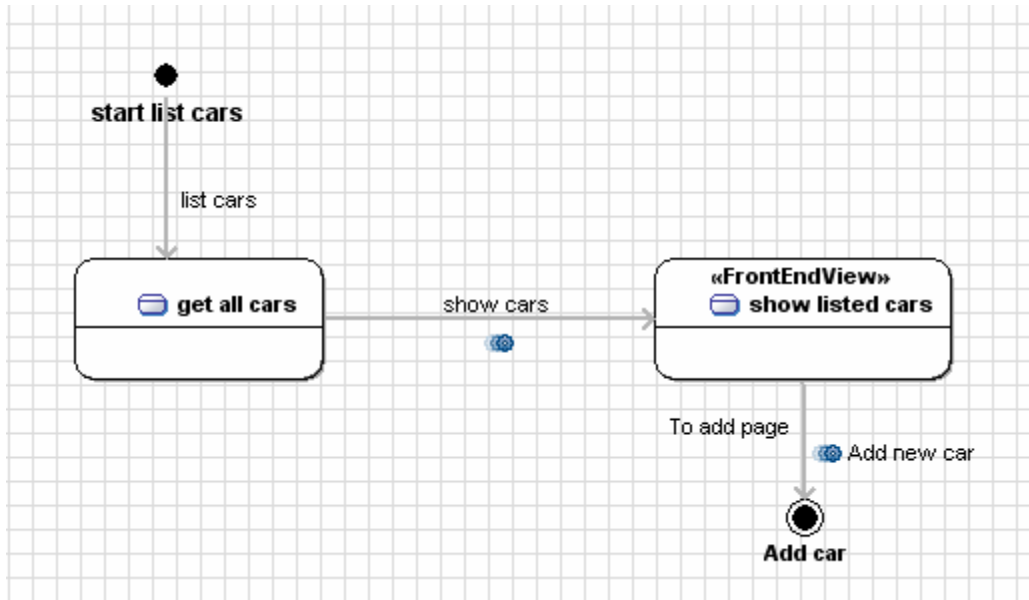 start list cars
list cars
«FrontEndView»
get all cars
show cars
show listed cars
To add page
Add new car
Add car